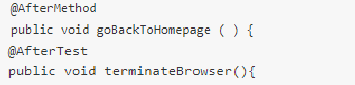 @AfterMethod
public void goBackToHomepage ( ) {
@AfterTest
public void terminateBrowser(){